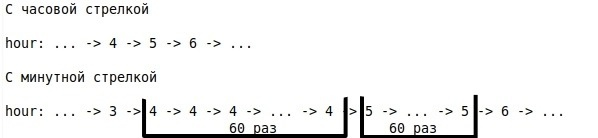 С часовой стрелкой
hour: ... -> 4 -> 5 -> 6 -> ...
С минутной стрелкой
hour: ... -> 3 -> 4 -> 4 -> 4 -> ... -> 4 -> 5 -> ... -> 5 -> 6 -> ...
60 раз 60 раз